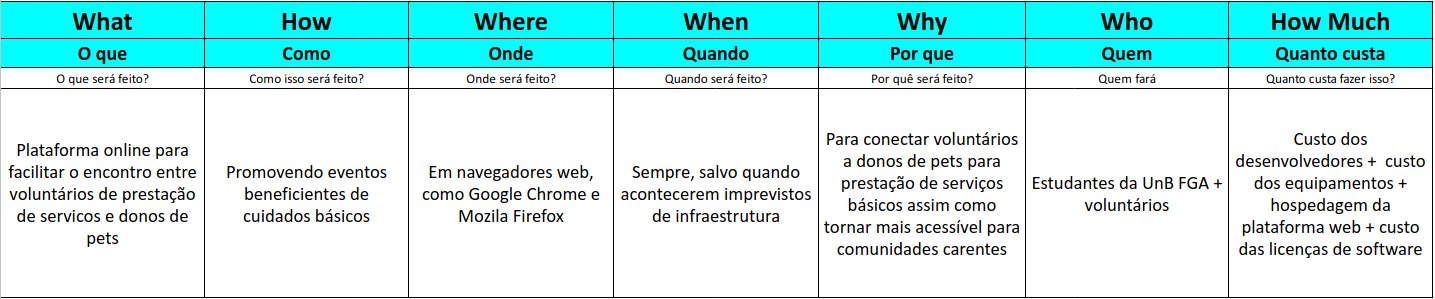 What
How
Where
When
Why
Who
How Much
O que
Como
Onde
Quando
Por que
Quem
Quanto custa
O que será feito?
Como isso será feito?
Onde será feito?
Quando será feito?
Por quê será feito?
Quem fará
Quanto custa fazer isso?
Plataforma online para
facilitar o encontro entre
voluntários de prestação
de servicos e donos de
pets
Promovendo eventos
beneficientes de
cuidados básicos
Em navegadores web,
como Google Chrome e
Mozila Firefox
Sempre, salvo quando
acontecerem imprevistos
de infraestrutura
Para conectar voluntários
a donos de pets para
prestação de serviços
básicos assim como
tornar mais acessível para
comunidades carentes
Estudantes da UnB FGA +
voluntários
Custo dos
desenvolvedores + custo
dos equipamentos +
hospedagem da
plataforma web + custo
das licenças de software